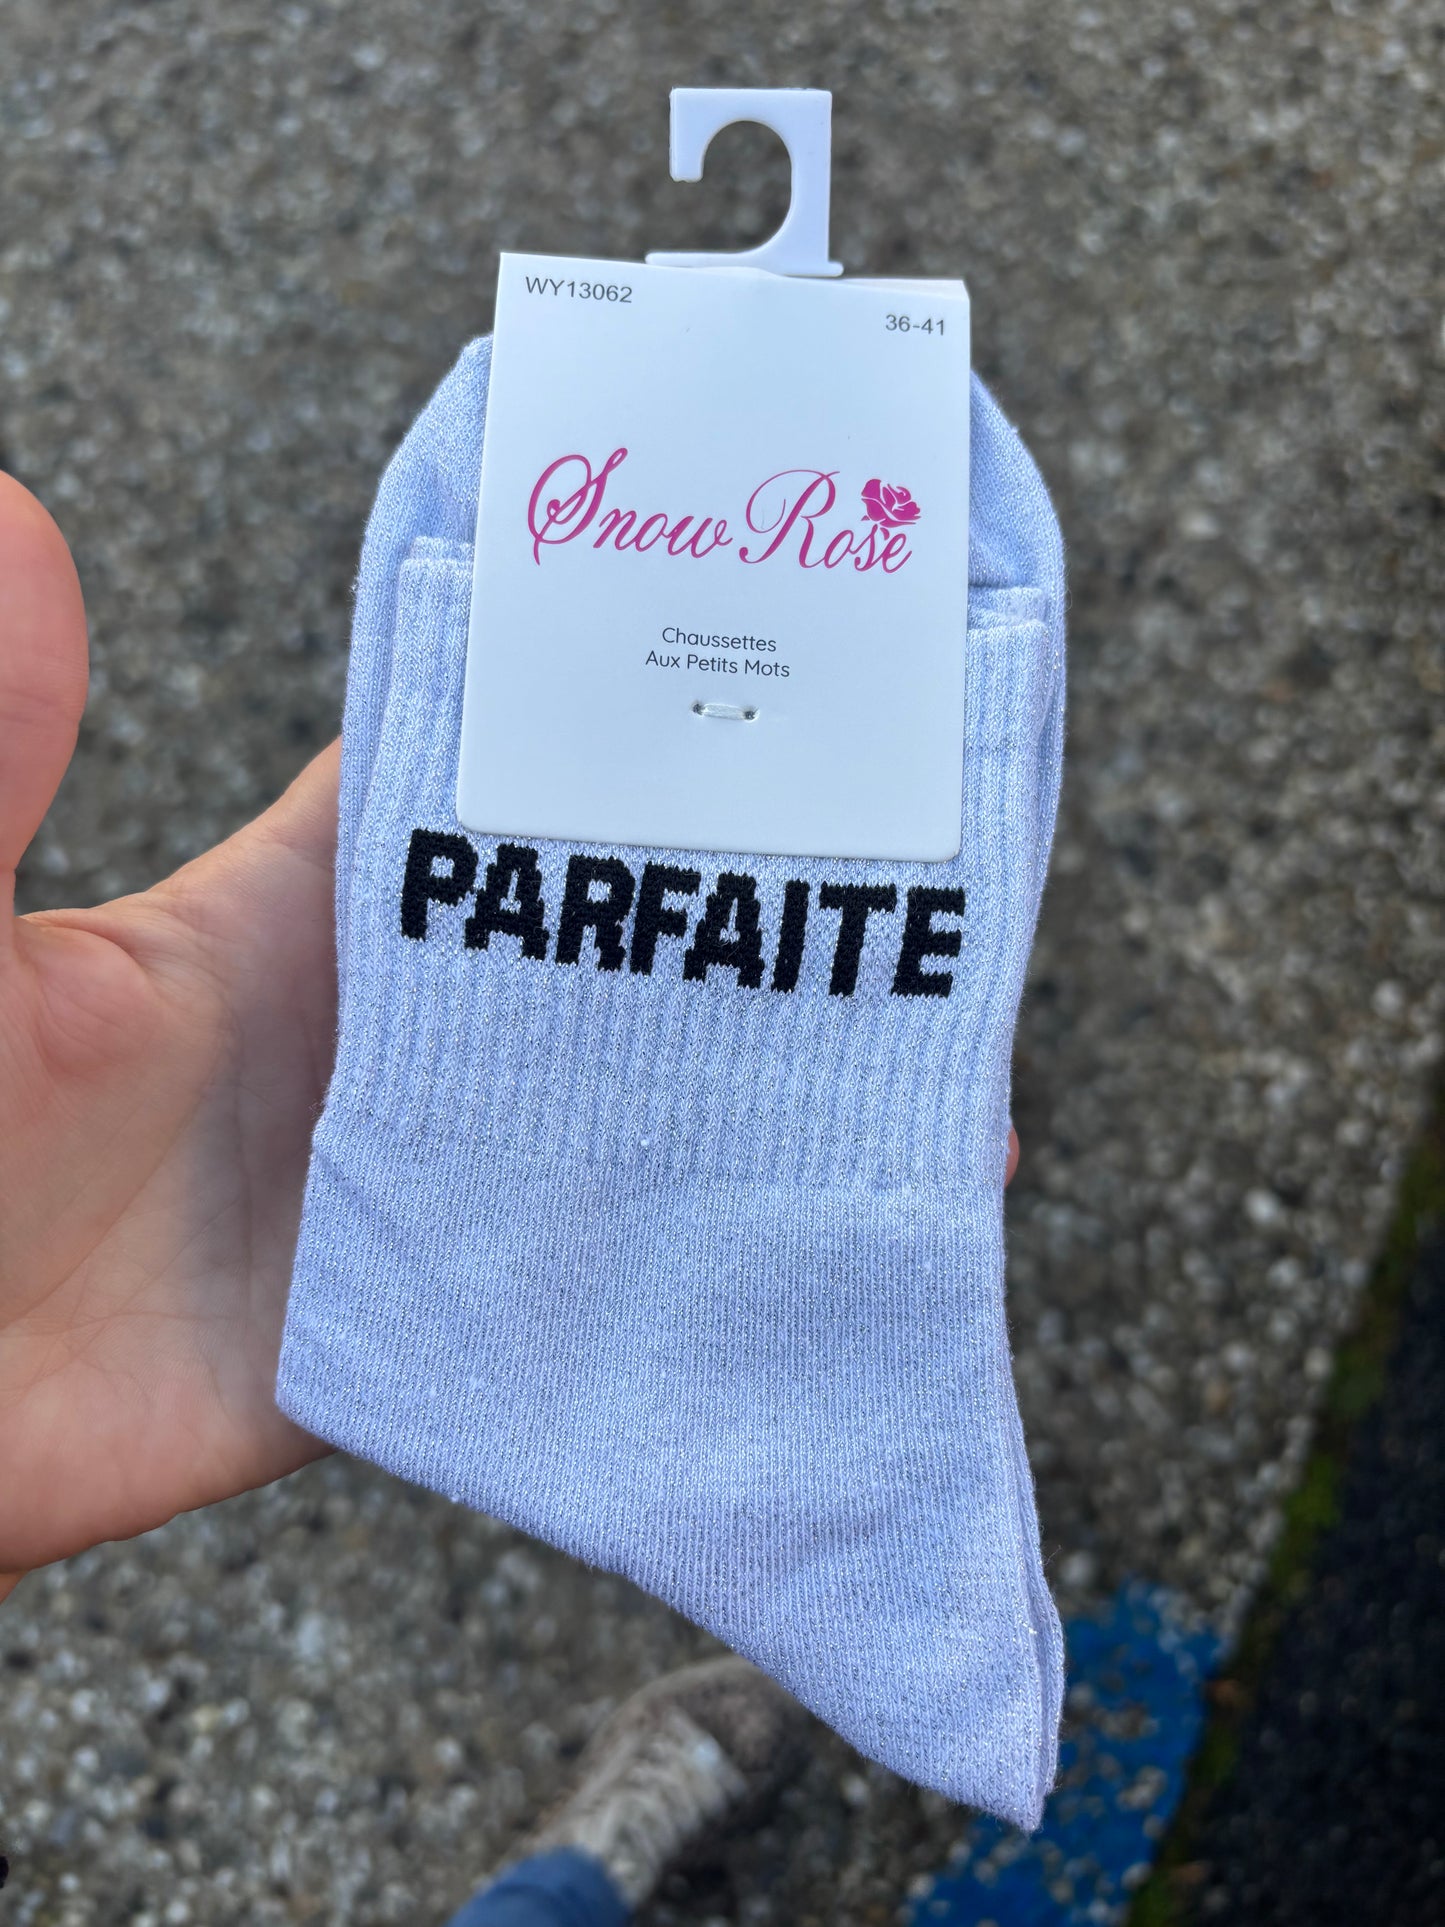 WY13062
36-41
Snow Rose
Chaussettes
Aux Petits Mots
PARFAITE